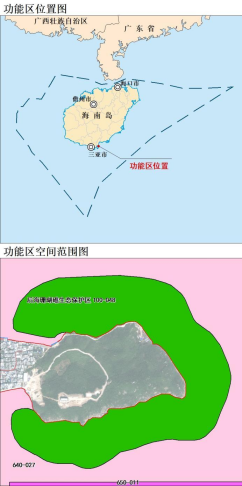 功能区位置图
广西壮族自治区
广东省
海口市
儋州市
海南岛
三亚市
功能区位置
功能区空间范围图
640-027
650-011